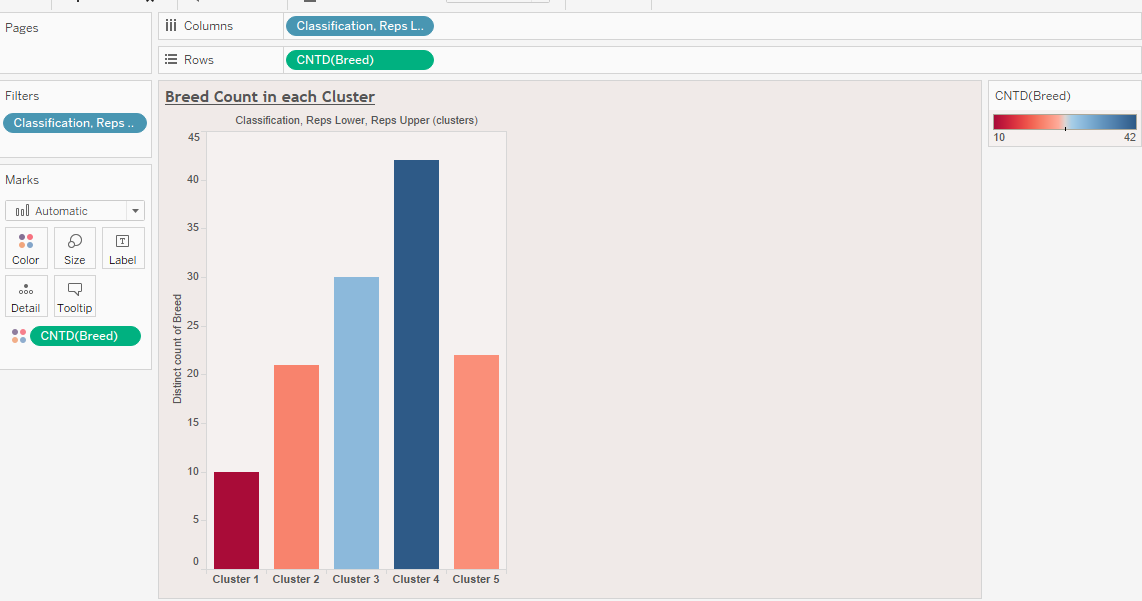 Pages
Columns
Classification, Reps L..
Rows
CNTD(Breed)
Filters
Classification, Reps ..
Marks
Automatic
Color
Size
Label
Detail
Tooltip
CNTD(Breed)
Breed Count in each Cluster
Classification, Reps Lower, Reps Upper (clusters)
Distinct count of Breed
45
40
35
30
25
20
15
10
5
0
Cluster 1
Cluster 2
Cluster 3
Cluster 4
Cluster 5
CNTD(Breed)
10
42